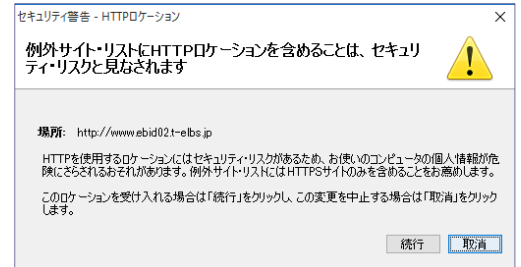 セキュリティ警告 - HTTPロケーション
例外サイト・リストにHTTPロケーションを含めることは、セキュリ
ティ・リスクと見なされます
場所: http://www.ebid02.t-elbs.jp
HTTPを使用するロケーションにはセキュリティ・リスクがあるため、お使いのコンピュータの個人情報が危
険にさらされるおそれがあります。例外サイト・リストにはHTTPSサイトのみを含めることをお薦めします。
このロケーションを受け入れる場合は「続行」をクリックし、この変更を中止する場合は「取消」をクリック
します。
続行 取消